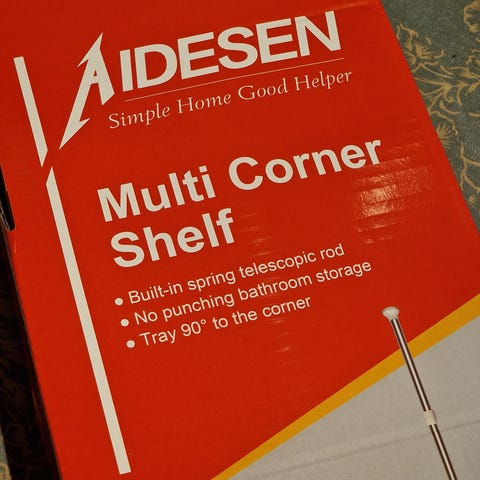 AIDESEN
Simple Home Good Helper
Multi Corner
Shelf
• Built-in spring telescopic rod
• No punching bathroom storage
• Tray 90° to the corner